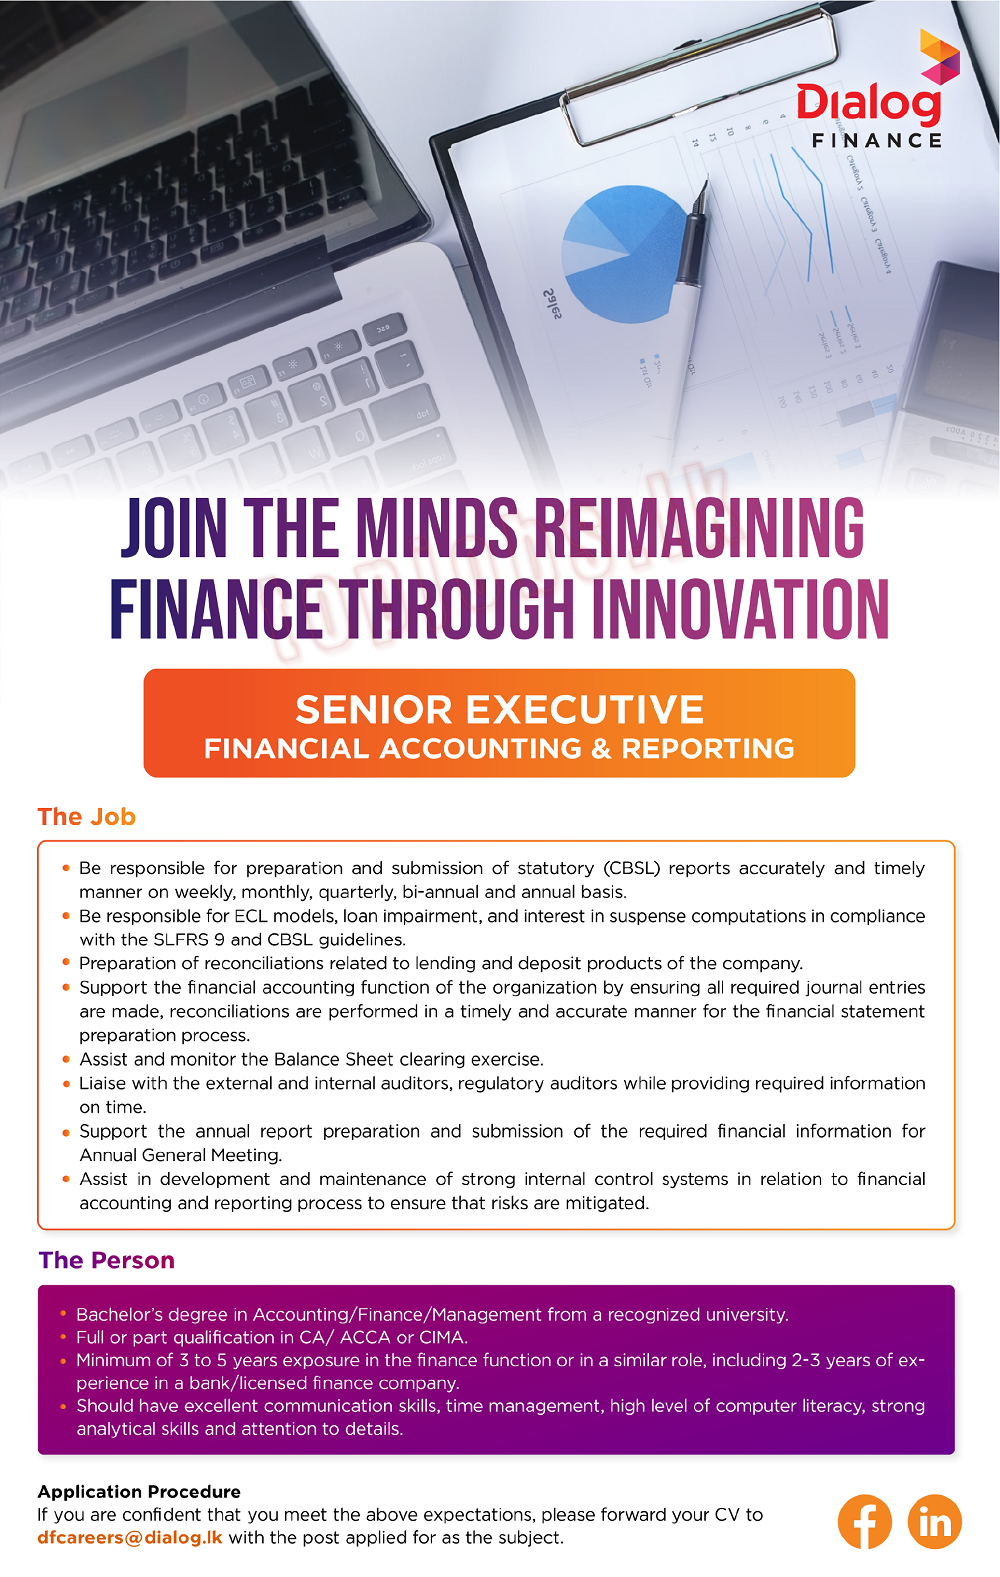 Dialog
FINANCE
Sales
JOIN THE MINDS REIMAGINING
FINANCE THROUGH INNOVATION
topjobs.lk
SENIOR EXECUTIVE
FINANCIAL ACCOUNTING & REPORTING
The Job
• Be responsible for preparation and submission of statutory (CBSL) reports accurately and timely
manner on weekly, monthly, quarterly, bi-annual and annual basis.
• Be responsible for ECL models, loan impairment, and interest in suspense computations in compliance
with the SLFRS 9 and CBSL guidelines.
• Preparation of reconciliations related to lending and deposit products of the company.
• Support the financial accounting function of the organization by ensuring all required journal entries
are made, reconciliations are performed in a timely and accurate manner for the financial statement
preparation process.
• Assist and monitor the Balance Sheet clearing exercise.
• Liaise with the external and internal auditors, regulatory auditors while providing required information
on time.
• Support the annual report preparation and submission of the required financial information for
Annual General Meeting.
• Assist in development and maintenance of strong internal control systems in relation to financial
accounting and reporting process to ensure that risks are mitigated.
The Person
• Bachelor's degree in Accounting/Finance/Management from a recognized university.
• Full or part qualification in CA/ ACCA or CIMA.
• Minimum of 3 to 5 years exposure in the finance function or in a similar role, including 2-3 years of ex-
perience in a bank/licensed finance company.
• Should have excellent communication skills, time management, high level of computer literacy, strong
analytical skills and attention to details.
Application Procedure
If you are confident that you meet the above expectations, please forward your CV to
dfcareers@dialog.lk with the post applied for as the subject.